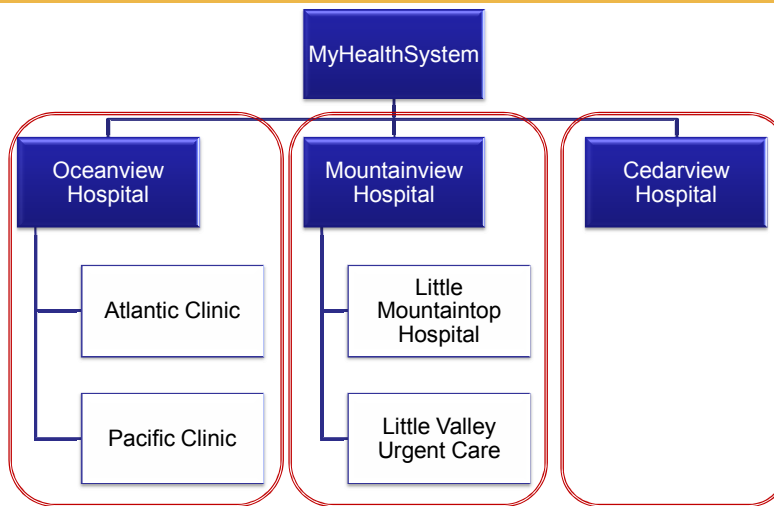 MyHealthSystem
Oceanview
Hospital
Mountainview
Hospital
Cedarview
Hospital
Atlantic Clinic
Little
Mountaintop
Hospital
Pacific Clinic
Little Valley
Urgent Care